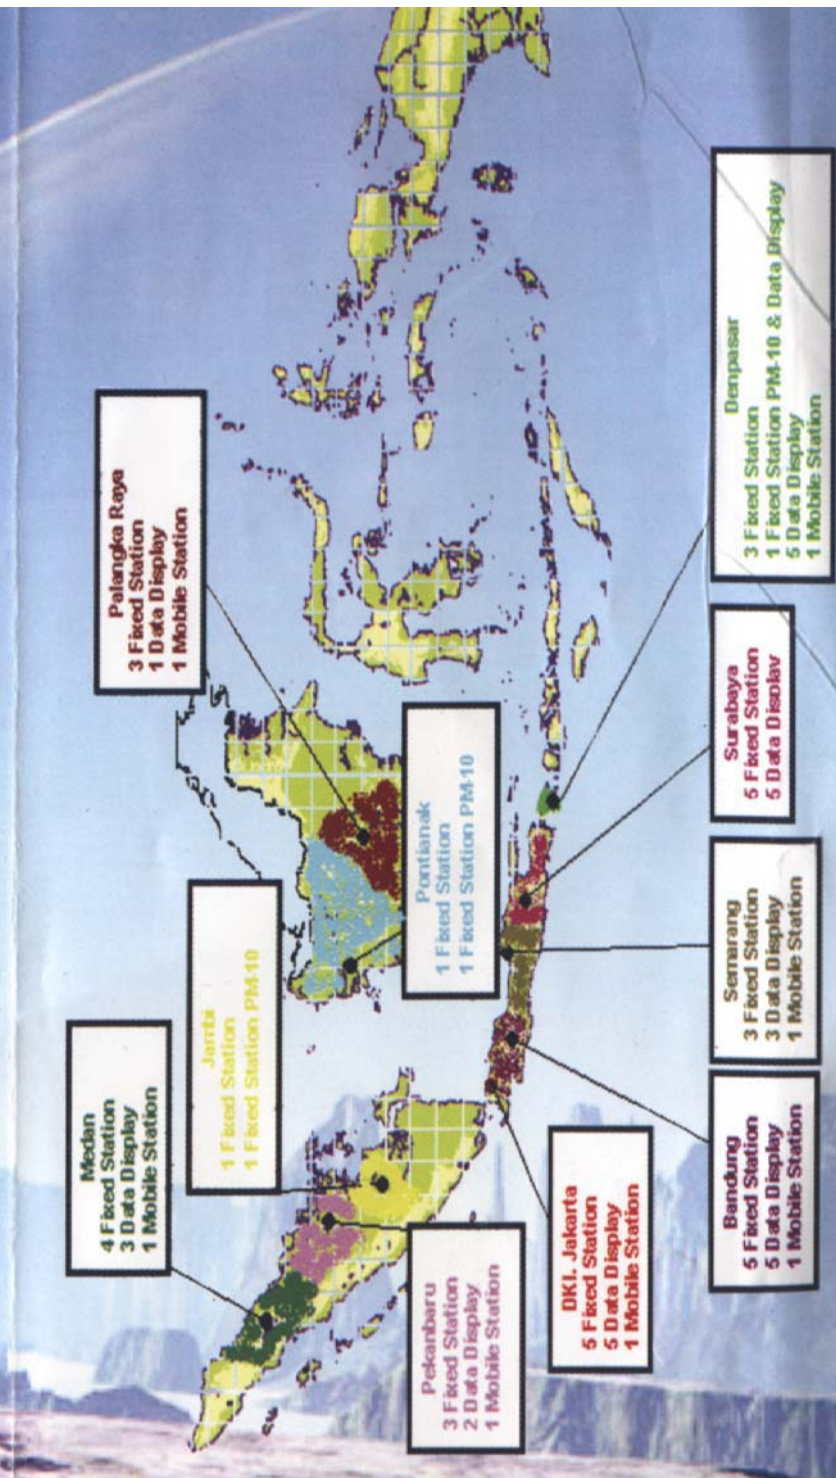 Medan
4 Fixed Station
3 Data Display
1 Mobile Station
Jambi
1 Fixed Station
1 Fixed Station PM-10
Palangka Raya
3 Fixed Station
1 Data Display
1 Mobile Station
Pekanbaru
3 Fixed Station
2 Data Display
1 Mobile Station
Pontianak
1 Fixed Station
1 Fixed Station PM-10
DKI. Jakarta
5 Fixed Station
5 Data Display
1 Mobile Station
Bandung
5 Fixed Station
5 Data Display
1 Mobile Station
Semarang
3 Fixed Station
3 Data Display
1 Mobile Station
Surabaya
5 Fixed Station
5 Data Display
Denpasar
3 Fixed Station
1 Fixed Station PM-10 & Data Display
5 Data Display
1 Mobile Station